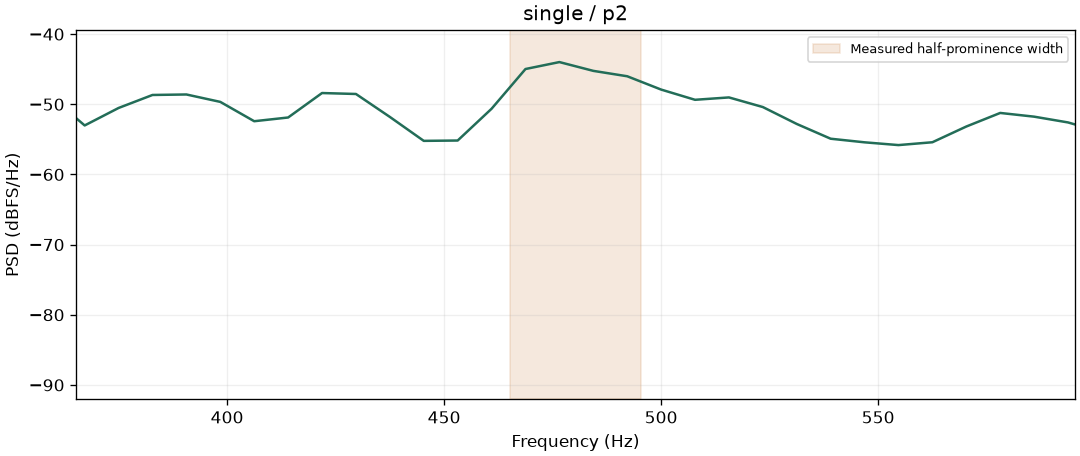 single / p2
Measured half-prominence width
PSD (dBFS/Hz)
−40
−50
−60
−70
−80
−90
400
450
500
550
Frequency (Hz)